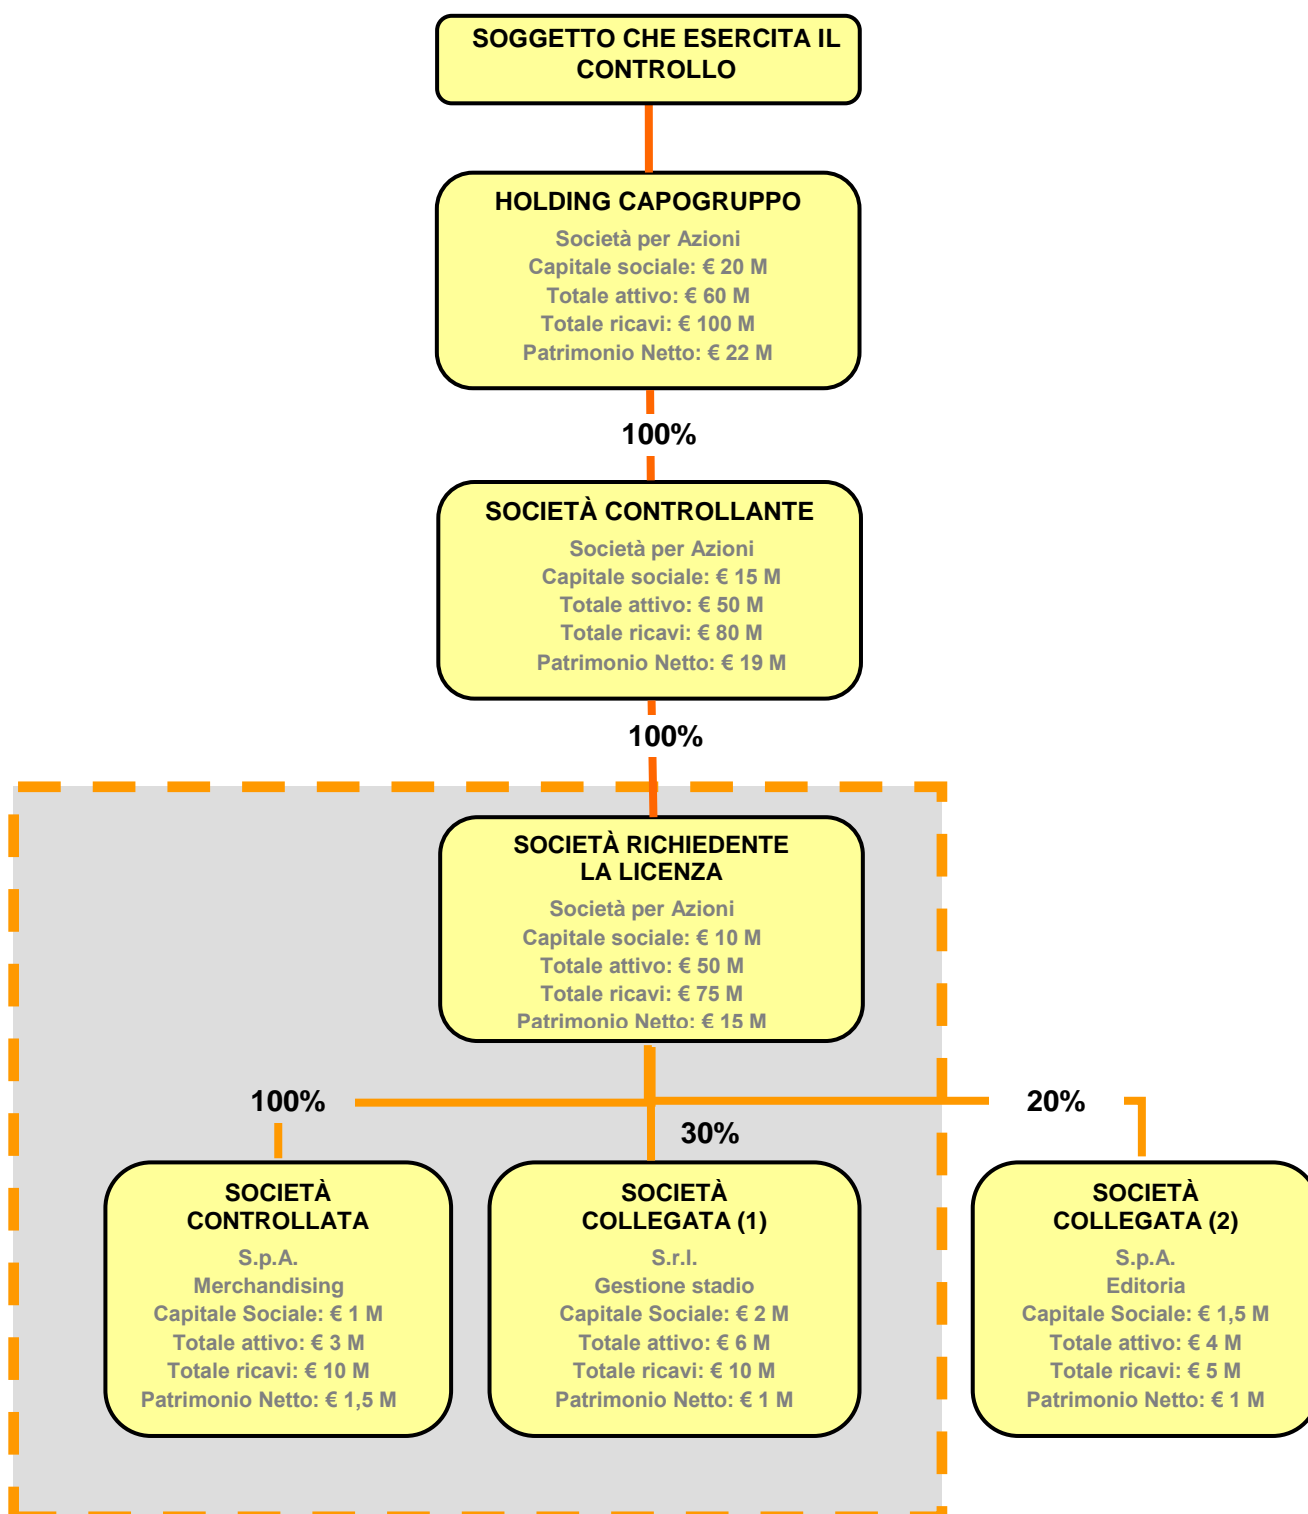 SOGGETTO CHE ESERCITA IL
CONTROLLO
HOLDING CAPOGRUPPO
Società per Azioni
Capitale sociale: € 20 M
Totale attivo: € 60 M
Totale ricavi: € 100 M
Patrimonio Netto: € 22 M
100%
SOCIETÀ CONTROLLANTE
Società per Azioni
Capitale sociale: € 15 M
Totale attivo: € 50 M
Totale ricavi: € 80 M
Patrimonio Netto: € 19 M
100%
SOCIETÀ RICHIEDENTE
LA LICENZA
Società per Azioni
Capitale sociale: € 10 M
Totale attivo: € 50 M
Totale ricavi: € 75 M
Patrimonio Netto: € 15 M
100%
30%
20%
SOCIETÀ
CONTROLLATA
S.p.A.
Merchandising
Capitale Sociale: € 1 M
Totale attivo: € 3 M
Totale ricavi: € 10 M
Patrimonio Netto: € 1,5 M
SOCIETÀ
COLLEGATA (1)
S.r.l.
Gestione stadio
Capitale Sociale: € 2 M
Totale attivo: € 6 M
Totale ricavi: € 10 M
Patrimonio Netto: € 1 M
SOCIETÀ
COLLEGATA (2)
S.p.A.
Editoria
Capitale Sociale: € 1,5 M
Totale attivo: € 4 M
Totale ricavi: € 5 M
Patrimonio Netto: € 1 M